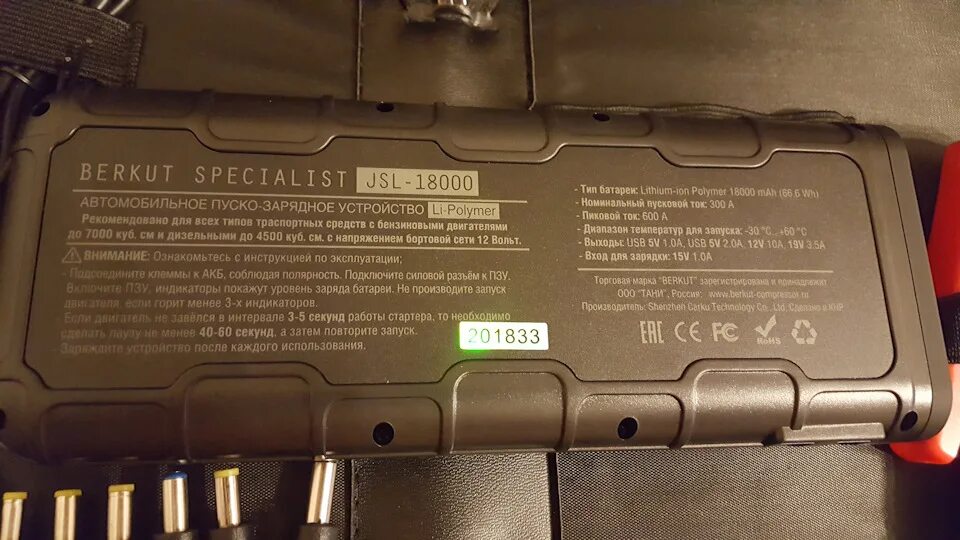 BERKUT SPECIALIST JSL-18000
АВТОМОБИЛЬНОЕ ПУСКО-ЗАРЯДНОЕ УСТРОЙСТВО Li-Polymer
Рекомендовано для всех типов траспортных средств с бензиновыми двигателями
до 7000 куб. см и дизельными до 4500 куб. см. с напряжением бортовой сети 12 Вольт.
ВНИМАНИЕ: Ознакомьтесь с инструкцией по эксплуатации;
- Подсоедините клеммы к АКБ, соблюдая полярность. Подключите силовой разъём к ПЗУ.
Включите ПЗУ, индикаторы покажут уровень заряда батареи. Не производите запуск
двигателя, если горит менее 3-х индикаторов.
Если двигатель не завёлся в интервале 3-5 секунд работы стартера, то необходимо
сделать паузу не менее 40-60 секунд, а затем повторите запуск.
- Заряждайте устройство после каждого использования.
201833
- Тип батареи: Lithium-ion Polymer 18000 mAh (66.6 Wh)
- Номинальный пусковой ток: 300 А
- Пиковой ток: 600 А
- Диапазон температур для запуска: -30 °C...+60 °C
- Выходы: USB 5V 1.0A, USB 5V 2.0A, 12V 10A, 19V 3.5A
- Вход для зарядки: 15V 1.0A
Торговая марка "BERKUT" зарегистрирована и принадлежит
ООО "ТАНИ", Россия: www.berkut-compressor.ru
Производитель: Shenzhen Carku Technology Co., Ltd. Сделано в КНР
EAC CE FC RoHS